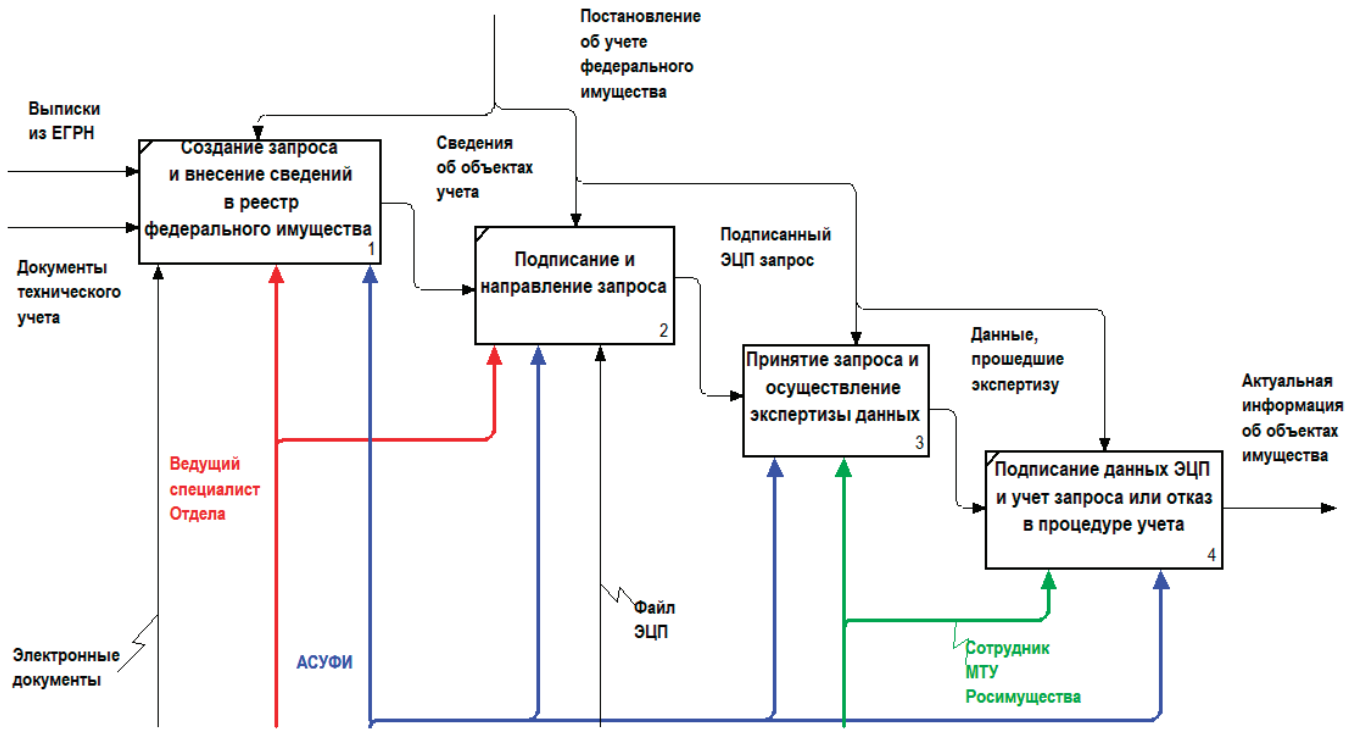 Постановление
об учете
федерального
имущества
Выписки
из ЕГРН
Создание запроса
и внесение сведений
в реестр
федерального имущества
1
Сведения
об объектах
учета
Документы
технического
учета
Подписание и
направление запроса
2
Подписанный
ЭЦП запрос
Принятие запроса и
осуществление
экспертизы данных
3
Данные,
прошедшие
экспертизу
Подписание данных ЭЦП
и учет запроса или отказ
в процедуре учета
4
Актуальная
информация
об объектах
имущества
Ведущий
специалист
Отдела
Электронные
документы
АСУФИ
Файл
ЭЦП
Сотрудник
МТУ
Росимущества